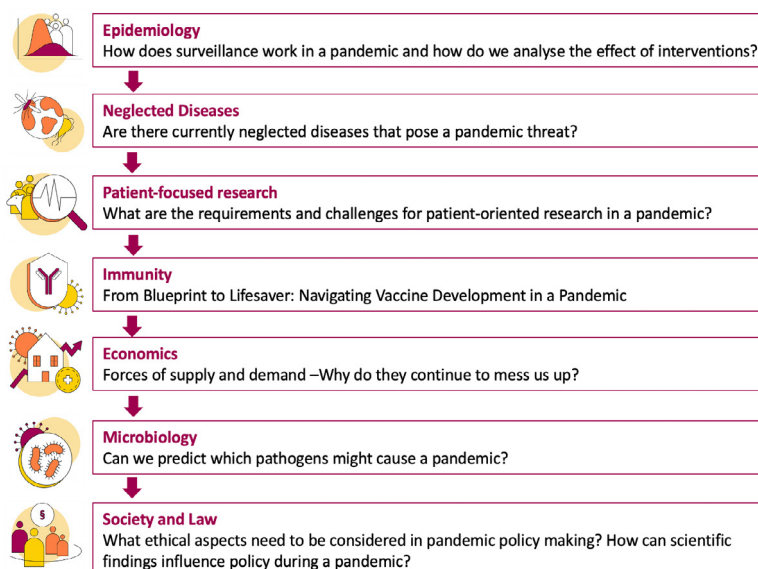 Epidemiology
How does surveillance work in a pandemic and how do we analyse the effect of interventions?
Neglected Diseases
Are there currently neglected diseases that pose a pandemic threat?
Patient-focused research
What are the requirements and challenges for patient-oriented research in a pandemic?
Immunity
From Blueprint to Lifesaver: Navigating Vaccine Development in a Pandemic
Economics
Forces of supply and demand –Why do they continue to mess us up?
Microbiology
Can we predict which pathogens might cause a pandemic?
§
Society and Law
What ethical aspects need to be considered in pandemic policy making? How can scientific
findings influence policy during a pandemic?